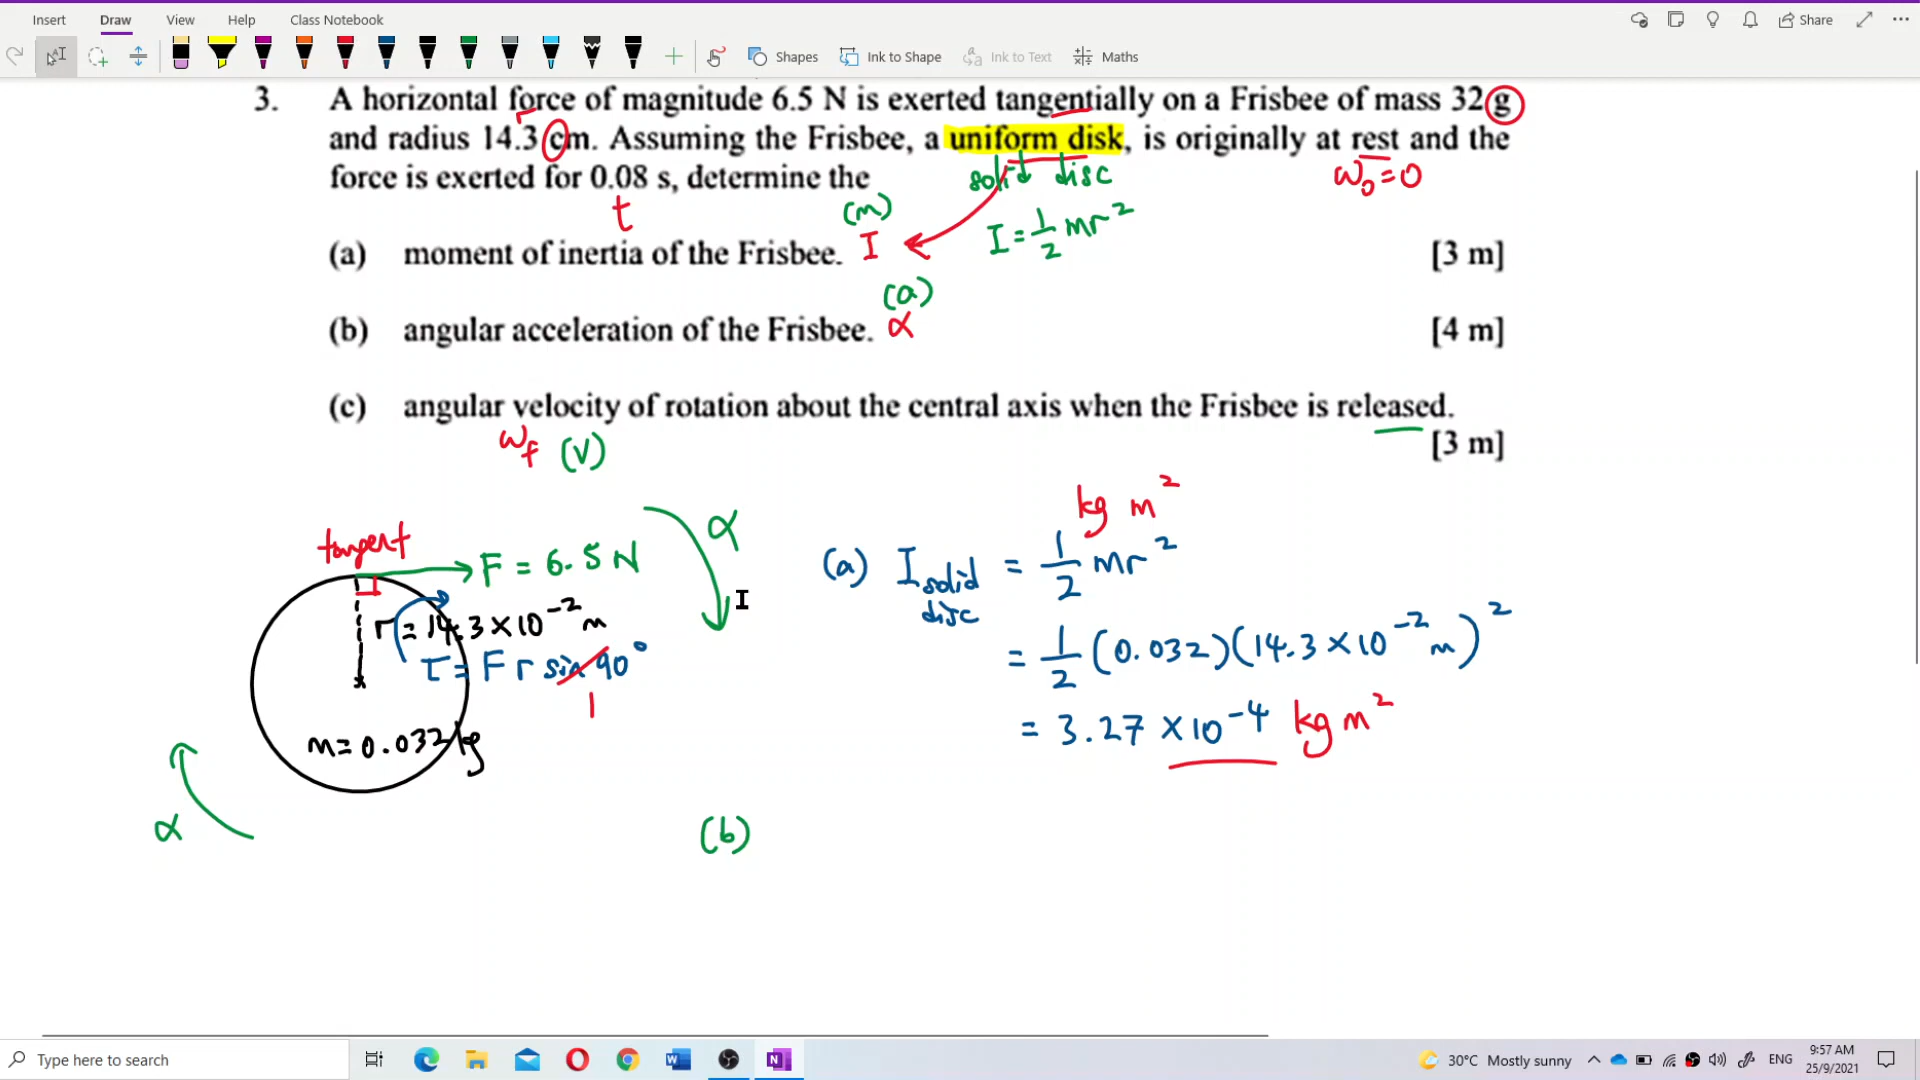 Insert Draw View Help Class Notebook Share
Shapes Ink to Shape Ink to Text Maths
3. A horizontal force of magnitude 6.5 N is exerted tangentially on a Frisbee of mass 32 g
and radius 14.3 cm. Assuming the Frisbee, a uniform disk, is originally at rest and the
force is exerted for 0.08 s, determine the
solid disc
ω₀ = 0
t
(m)
I
I = 1/2 mr²
(a) moment of inertia of the Frisbee. [3 m]
(a)
α
(b) angular acceleration of the Frisbee. [4 m]
(c) angular velocity of rotation about the central axis when the Frisbee is released.
[3 m]
ωf (v)
kg m²
tangent
F = 6.5 N
α
r = 14.3 × 10⁻² m
τ = F r sin 90°
1
m = 0.032 kg
α
(a) I solid disc = 1/2 mr²
= 1/2 (0.032)(14.3 × 10⁻² m)²
= 3.27 × 10⁻⁴ kg m²
(b)
Type here to search
30°C Mostly sunny ENG 9:57 AM
25/9/2021